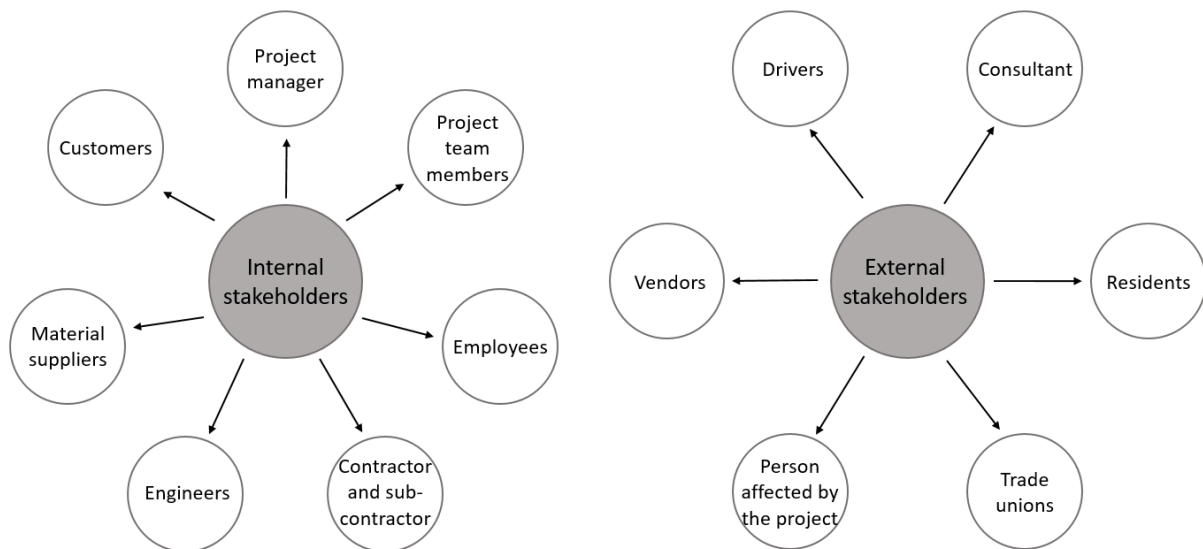 Project
manager
Customers
Project
team
members
Internal
stakeholders
Material
suppliers
Employees
Engineers
Contractor
and sub-
contractor
Drivers
Consultant
Vendors
External
stakeholders
Residents
Person
affected by
the project
Trade
unions